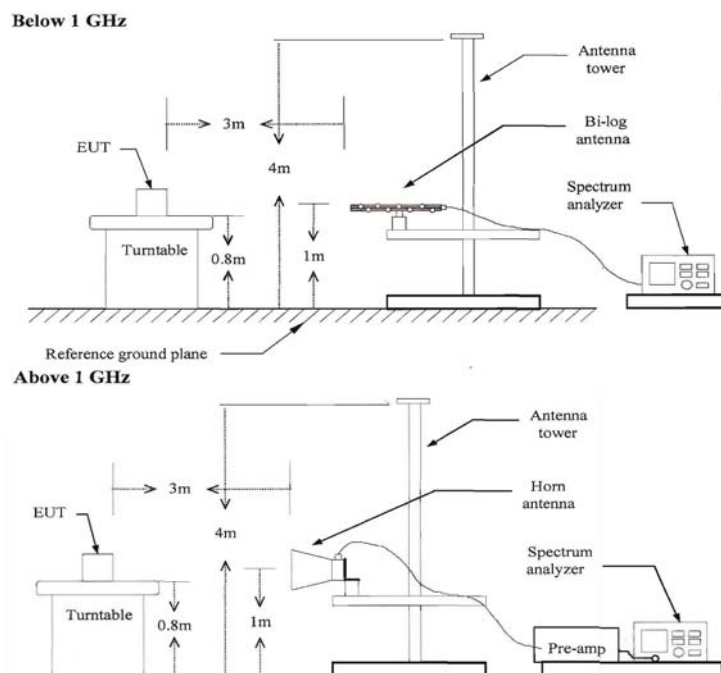 Below 1 GHz
Antenna
tower
3m
EUT
4m
Bi-log
antenna
Spectrum
analyzer
Turntable
0.8m
1m
Reference ground plane
Above 1 GHz
Antenna
tower
3m
Horn
antenna
EUT
4m
Spectrum
analyzer
Turntable
0.8m
1m
Pre-amp